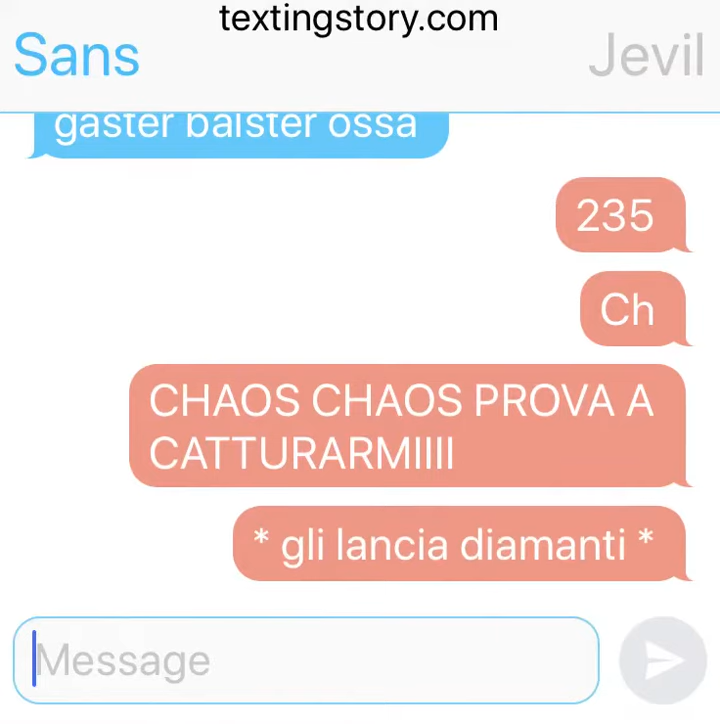 textingstory.com
Sans
Jevil
gaster balster ossa
235
Ch
CHAOS CHAOS PROVA A
CATTURARMIIII
* gli lancia diamanti *
Message